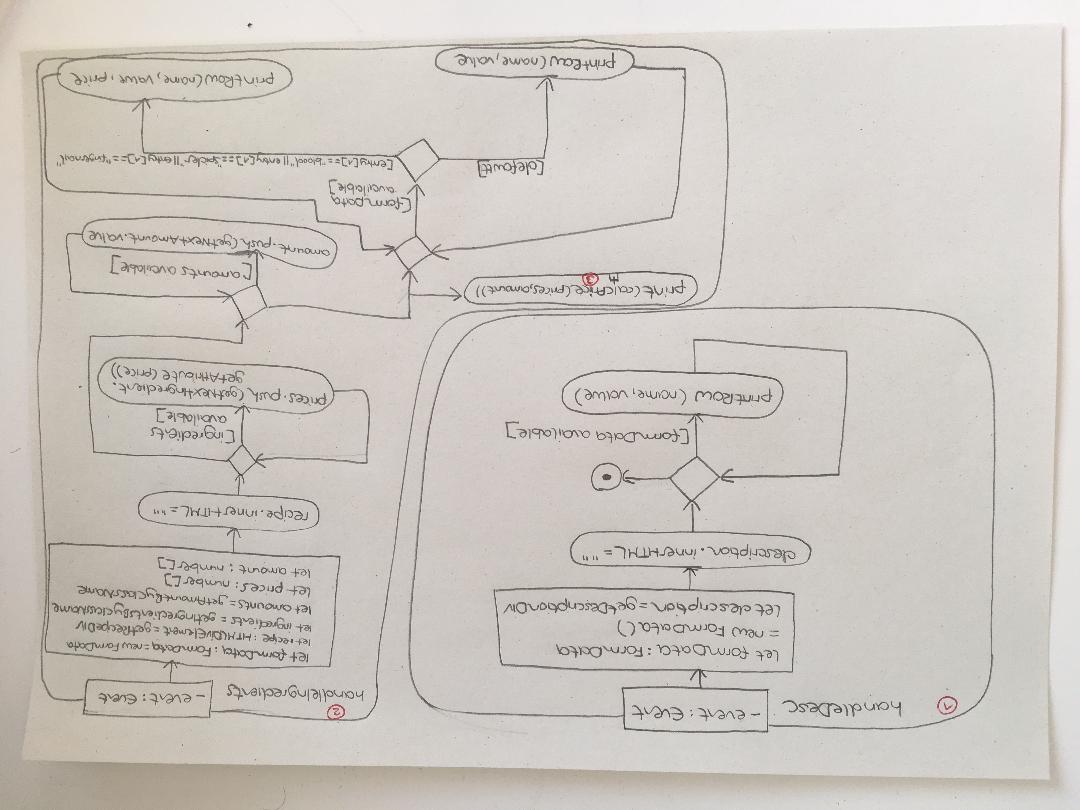 1
handleDesc
- event: Event
let formData: FormData
= new FormData()
let description = getDescriptionDIV
description.innerHTML = ""
[formData available]
printRow (name, value)
2
handleIngredients
- event: Event
let formData: FormData = new FormData
let recipe: HTMLDivElement = getRecipeDIV
let ingredients = getIngredientsByClassName
let amounts = getAmountByClassName
let prices: number[]
let amount: number[]
recipe.innerHTML = ""
[ingredients
available]
prices.push (getNextIngredient.
getAttribute (price))
[amounts available]
amount.push (getNextAmount.value
print (calcPrice (prices, amount))
3
[formData
available]
[default]
[entry[1] == "blood" || entry[1] == "spider" || entry[1] == "fingernail"
printRow (name, value
printRow (name, value, price